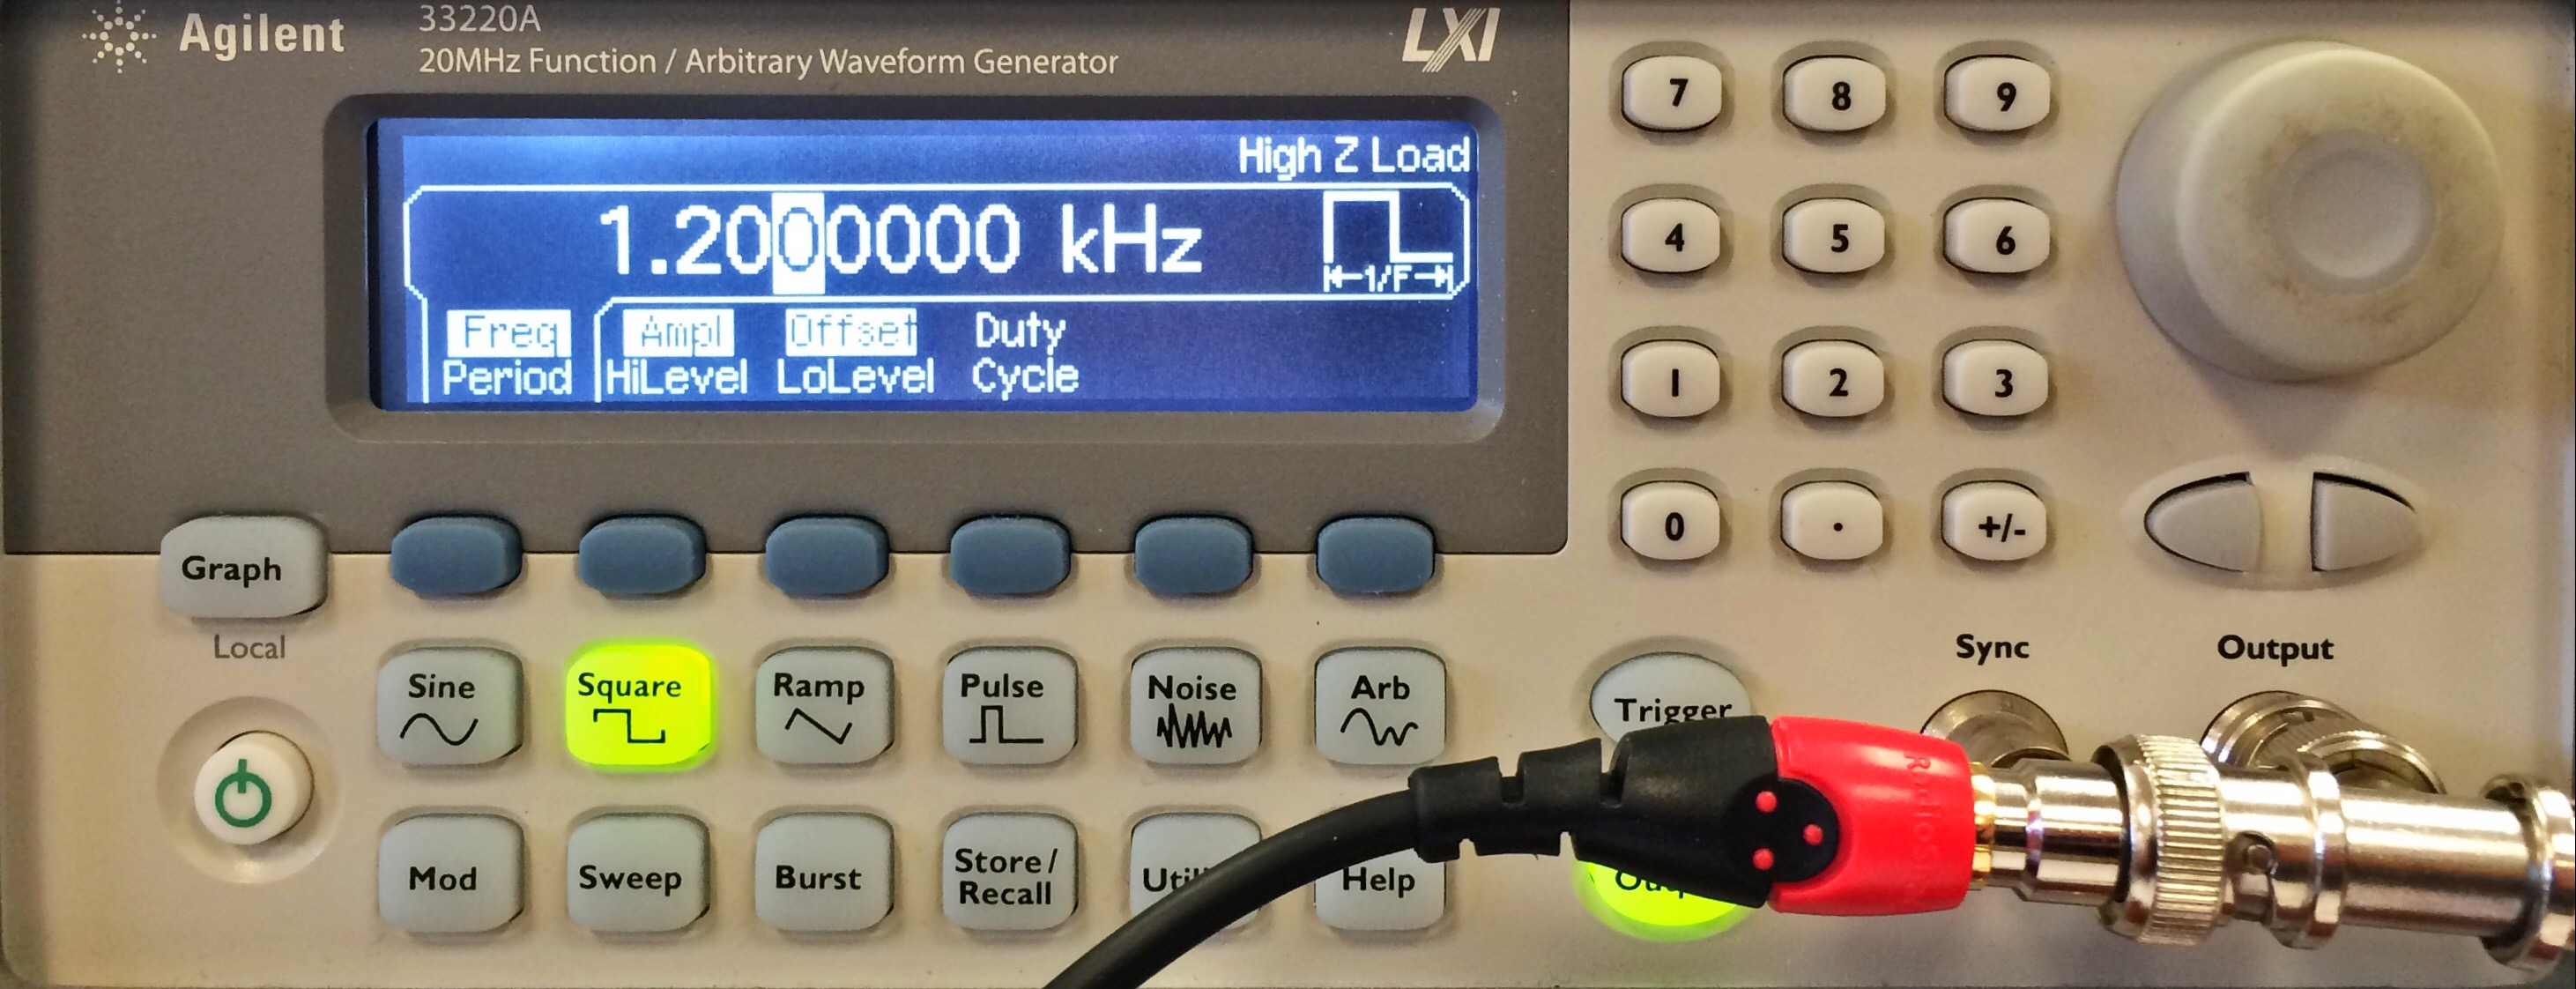 Agilent
33220A
20MHz Function / Arbitrary Waveform Generator
LXI
High Z Load
1.2000000 kHz
1/F
Freq Ampl Offset Duty
Period HiLevel LoLevel Cycle
7 8 9
4 5 6
1 2 3
0 . +/-
Graph
Local
Sync Output
Sine Square Ramp Pulse Noise Arb
Trigger
Mod Sweep Burst Store/
Recall
Help